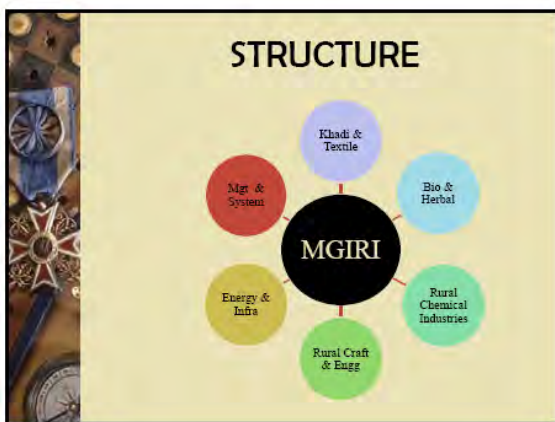 STRUCTURE
Khadi &
Textile
Bio &
Herbal
Rural
Chemical
Industries
Rural Craft
& Engg
Energy &
Infra
Mgt & 
System
MGIRI